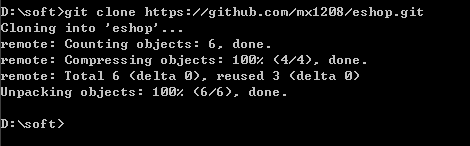 D:\soft>git clone https://github.com/mx1208/eshop.git
Cloning into 'eshop'...
remote: Counting objects: 6, done.
remote: Compressing objects: 100% (4/4), done.
remote: Total 6 (delta 0), reused 3 (delta 0)
Unpacking objects: 100% (6/6), done.
D:\soft>